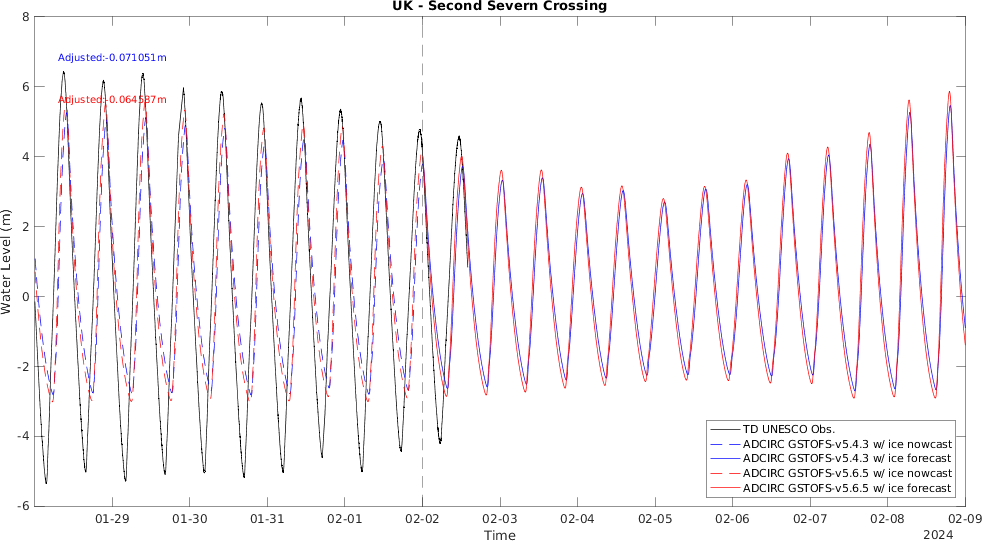 UK - Second Severn Crossing
8
6
4
2
0
-2
-4
-6
Water Level (m)
Adjusted:-0.071051m
Adjusted:-0.064587m
TD UNESCO Obs.
ADCIRC GSTOFS-v5.4.3 w/ ice nowcast
ADCIRC GSTOFS-v5.4.3 w/ ice forecast
ADCIRC GSTOFS-v5.6.5 w/ ice nowcast
ADCIRC GSTOFS-v5.6.5 w/ ice forecast
01-29 01-30 01-31 02-01 02-02 02-03 02-04 02-05 02-06 02-07 02-08 02-09
Time
2024